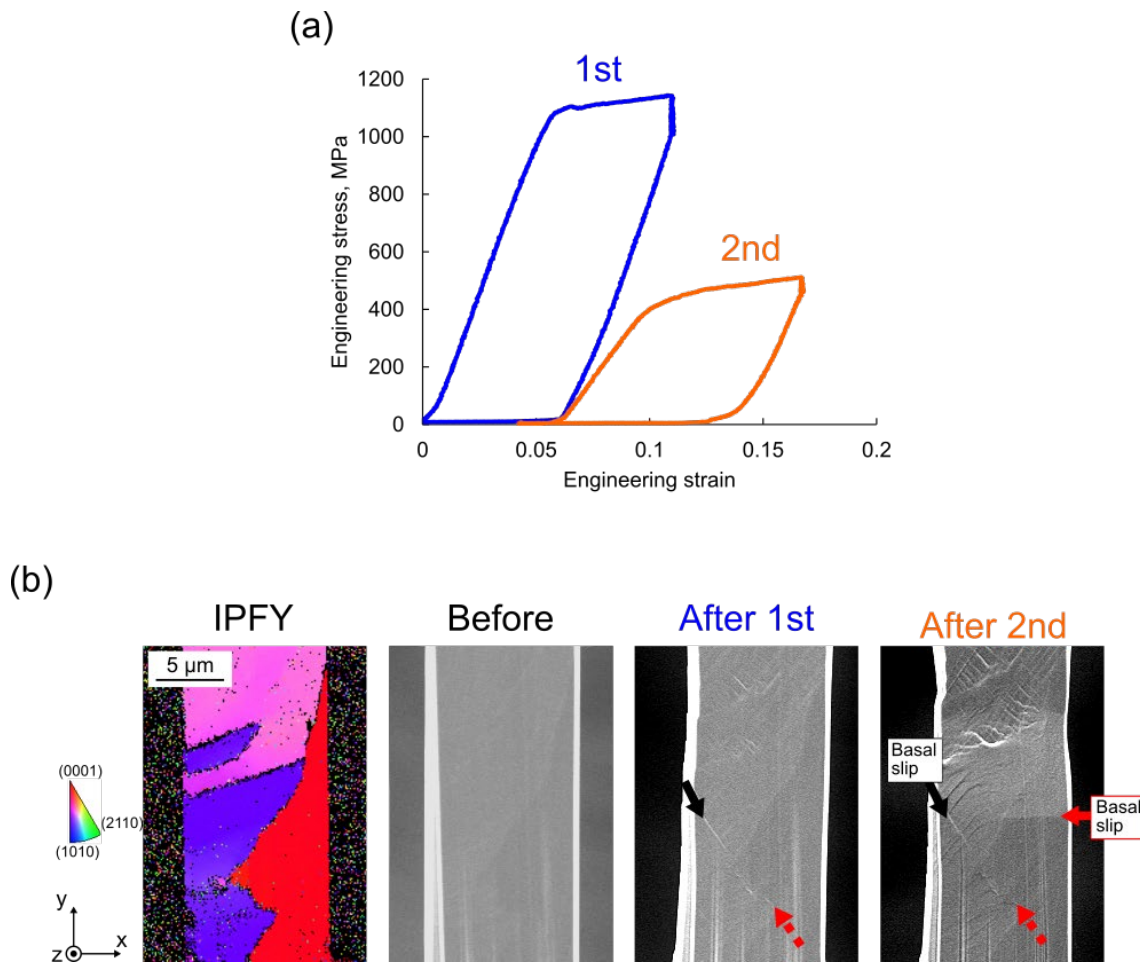 (a)
1st
2nd
1200
1000
800
600
400
200
0
Engineering stress, MPa
0
0.05
0.1
0.15
0.2
Engineering strain
(b)
IPFY
Before
After 1st
After 2nd
5 µm
Basal
slip
Basal
slip
(0001)
(2110)
(1010)
y
z
x